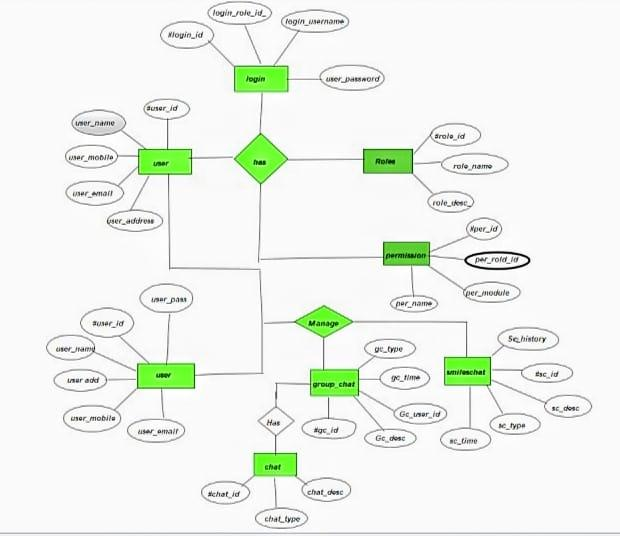 login_role_id_
login_username
#login_id
login
user_password
#user_id
user_name
user_mobile
user
has
Roles
#role_id
role_name
user_email
role_desc_
user_address
#per_id
permission
per_rold_id
per_module
per_name
user_pass
#user_id
Manage
user_name
gc_type
Sc_history
user add
user
group_chat
gc_time
smileschat
#sc_id
user_mobile
Has
Gc_user_id
sc_desc
user_email
#gc_id
Gc_desc
sc_type
sc_time
chat
#chat_id
chat_desc
chat_type